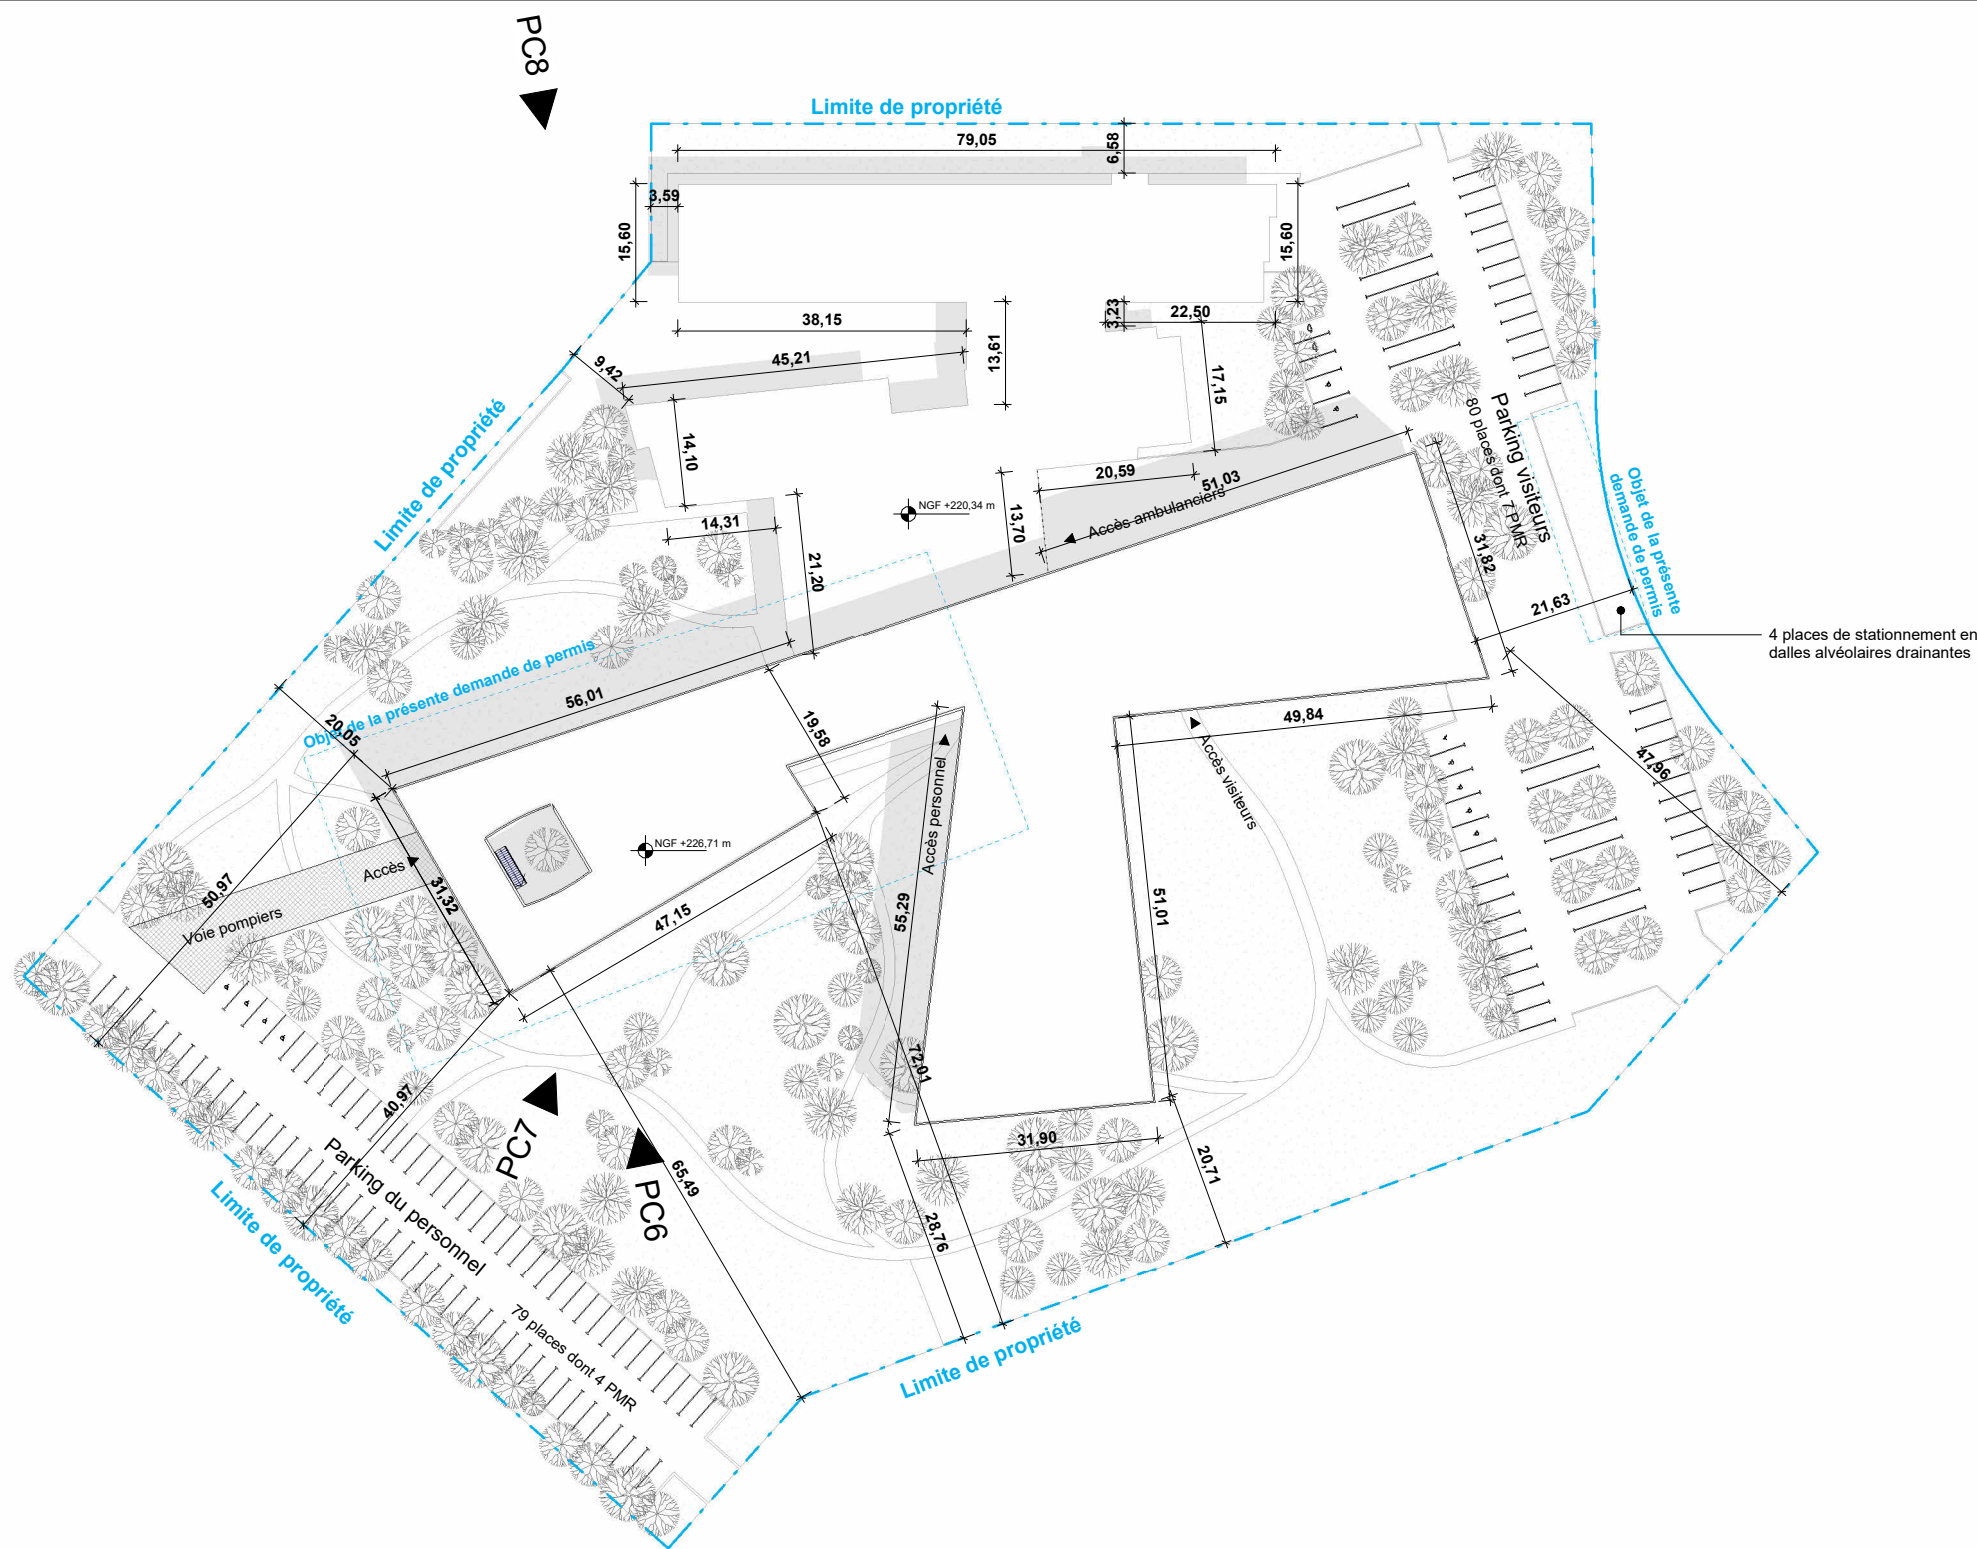 PC8
Limite de propriété
79,05
6,58
3,59
15,60
15,60
38,15
3,23
22,50
13,61
45,21
9,42
17,15
14,10
Limite de propriété
Parking visiteurs
80 places dont 7 PMR
20,59
51,03
Accès ambulanciers
NGF +220,34 m
13,70
14,31
21,20
31,82
Objet de la présente
demande de permis
21,63
4 places de stationnement en
dalles alvéolaires drainantes
Objet de la présente demande de permis
56,01
20,05
19,58
49,84
Accès visiteurs
47,96
Accès personnel
NGF +226,71 m
Accès
50,97
31,32
Voie pompiers
47,15
55,29
51,01
72,01
40,97
PC7
PC6
65,49
31,90
20,71
28,76
Parking du personnel
79 places dont 4 PMR
Limite de propriété
Limite de propriété